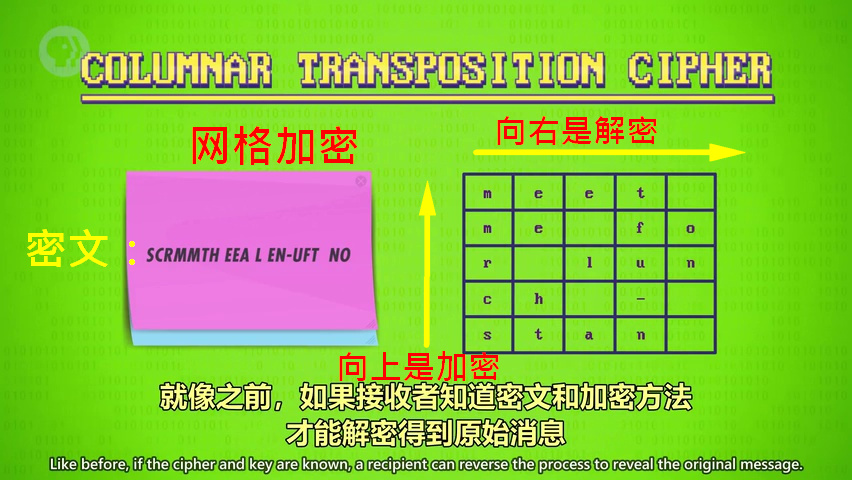 COLUMNAR TRANSPOSITION CIPHER
网格加密
向右是解密
密文：
SCRMMTH EEA L EN-UFT  NO
m e e t
m e   f o
r   l u n
c h   -
s t a n
向上是加密
就像之前，如果接收者知道密文和加密方法
才能解密得到原始消息
Like before, if the cipher and key are known, a recipient can reverse the process to reveal the original message.